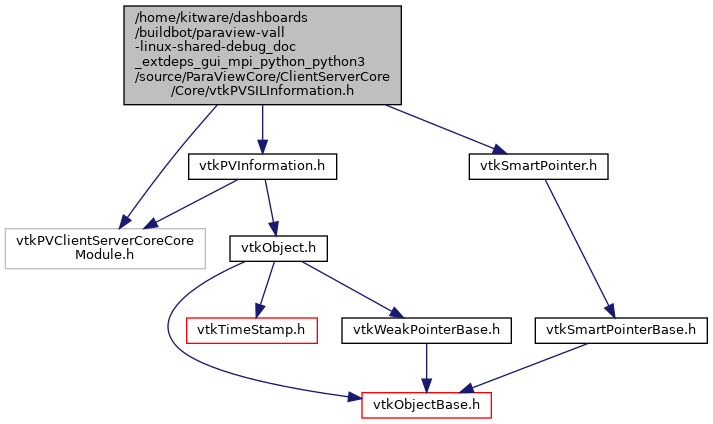 /home/kitware/dashboards
/buildbot/paraview-vall
-linux-shared-debug_doc
_extdeps_gui_mpi_python_python3
/source/ParaViewCore/ClientServerCore
/Core/vtkPVSILInformation.h
vtkPVInformation.h
vtkSmartPointer.h
vtkPVClientServerCoreCore
Module.h
vtkObject.h
vtkTimeStamp.h
vtkWeakPointerBase.h
vtkSmartPointerBase.h
vtkObjectBase.h